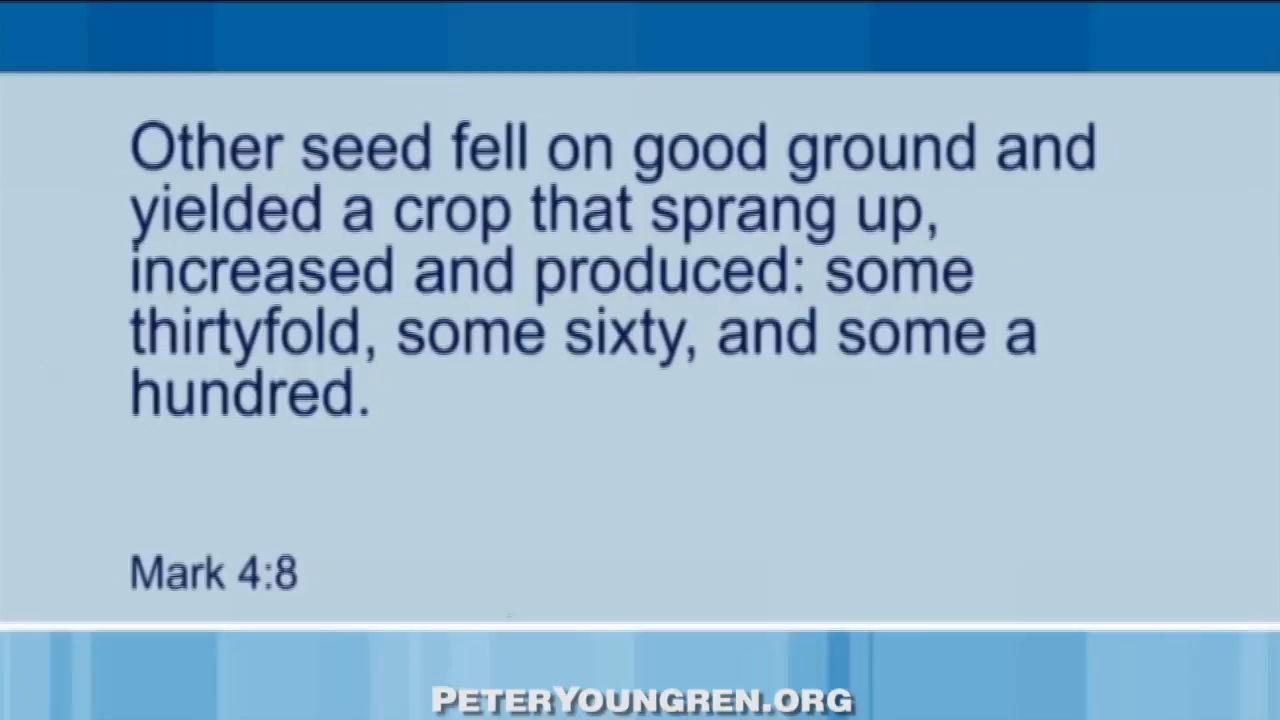 Other seed fell on good ground and
yielded a crop that sprang up,
increased and produced: some
thirtyfold, some sixty, and some a
hundred.
Mark 4:8
PETERYOUNGREN.ORG